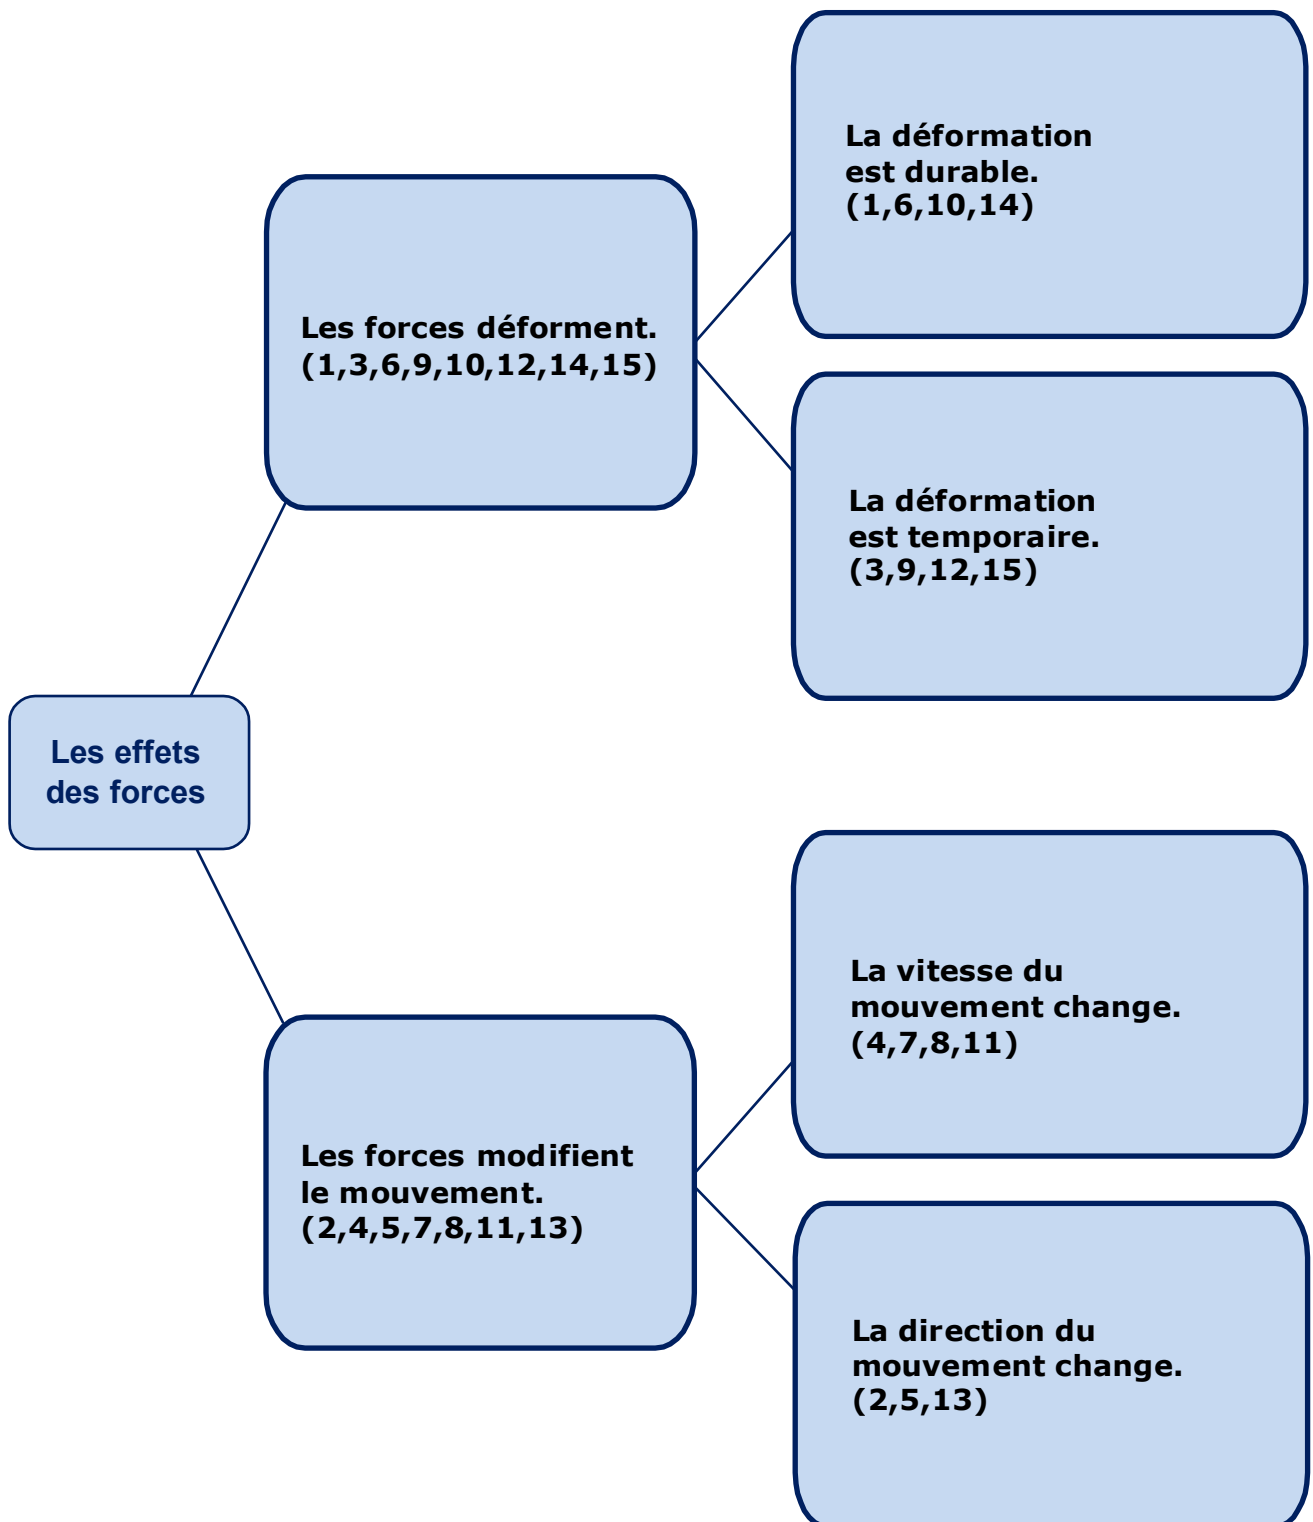 La déformation
est durable.
(1,6,10,14)
Les forces déforment.
(1,3,6,9,10,12,14,15)
La déformation
est temporaire.
(3,9,12,15)
Les effets
des forces
La vitesse du
mouvement change.
(4,7,8,11)
Les forces modifient
le mouvement.
(2,4,5,7,8,11,13)
La direction du
mouvement change.
(2,5,13)